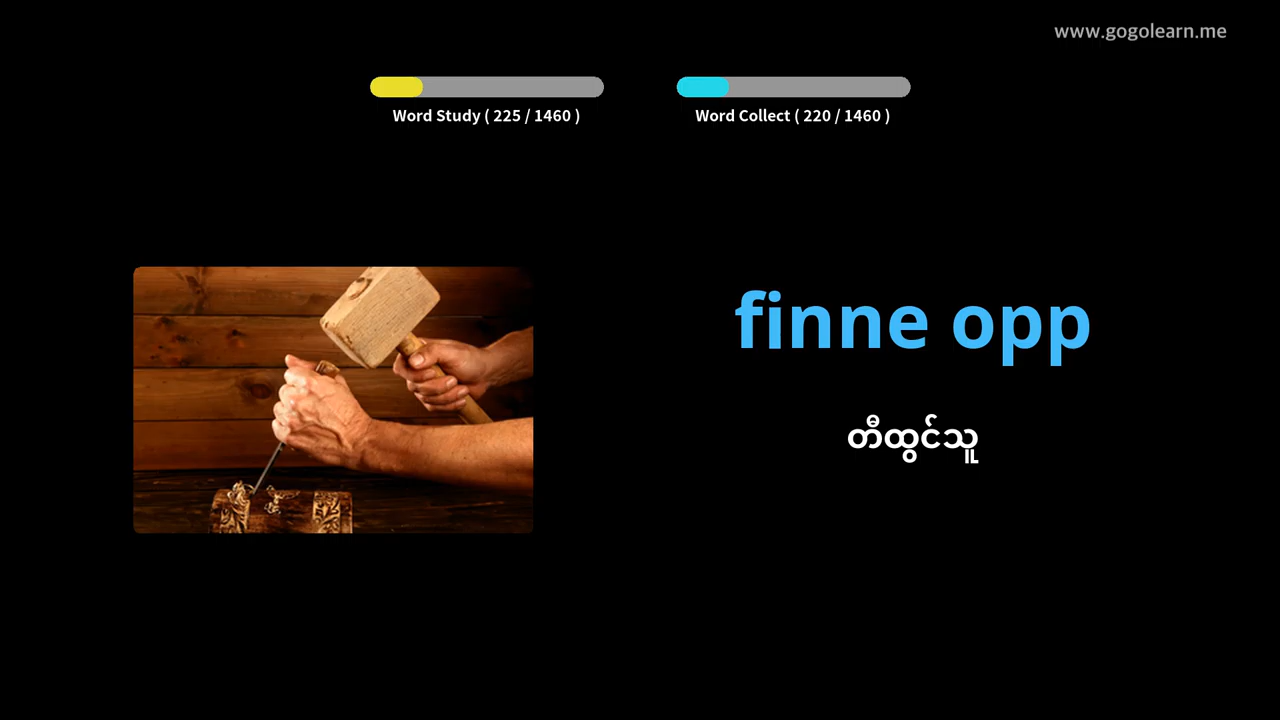 www.gogolearn.me
Word Study ( 225 / 1460 )
Word Collect ( 220 / 1460 )
finne opp
တီထွင်သူ